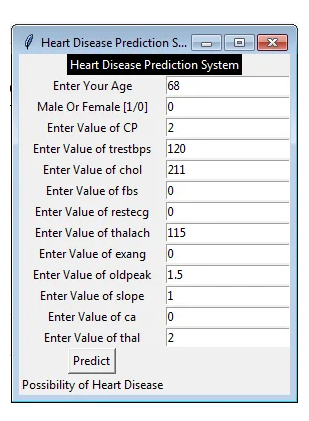 Heart Disease Prediction S...
Heart Disease Prediction System
Enter Your Age 68
Male Or Female [1/0] 0
Enter Value of CP 2
Enter Value of trestbps 120
Enter Value of chol 211
Enter Value of fbs 0
Enter Value of restecg 0
Enter Value of thalach 115
Enter Value of exang 0
Enter Value of oldpeak 1.5
Enter Value of slope 1
Enter Value of ca 0
Enter Value of thal 2
Predict
Possibility of Heart Disease